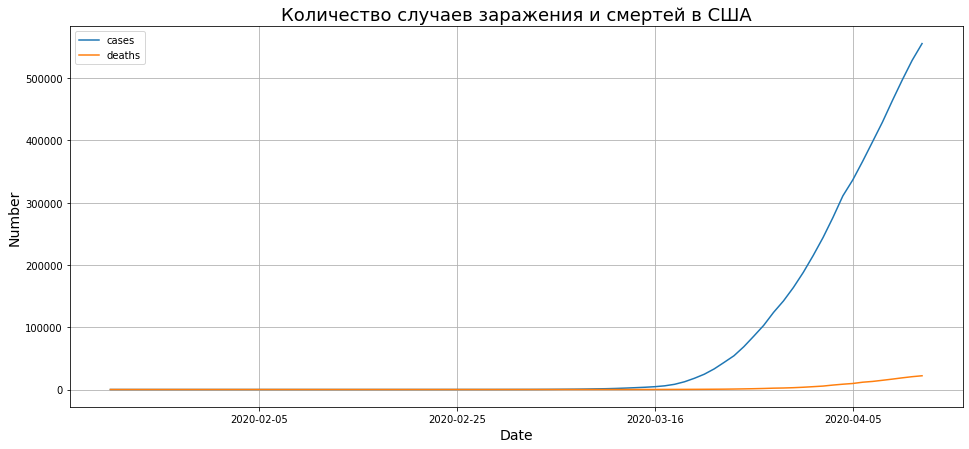 Количество случаев заражения и смертей в США
cases
deaths
500000
400000
300000
200000
100000
0
Number
2020-02-05
2020-02-25
2020-03-16
2020-04-05
Date